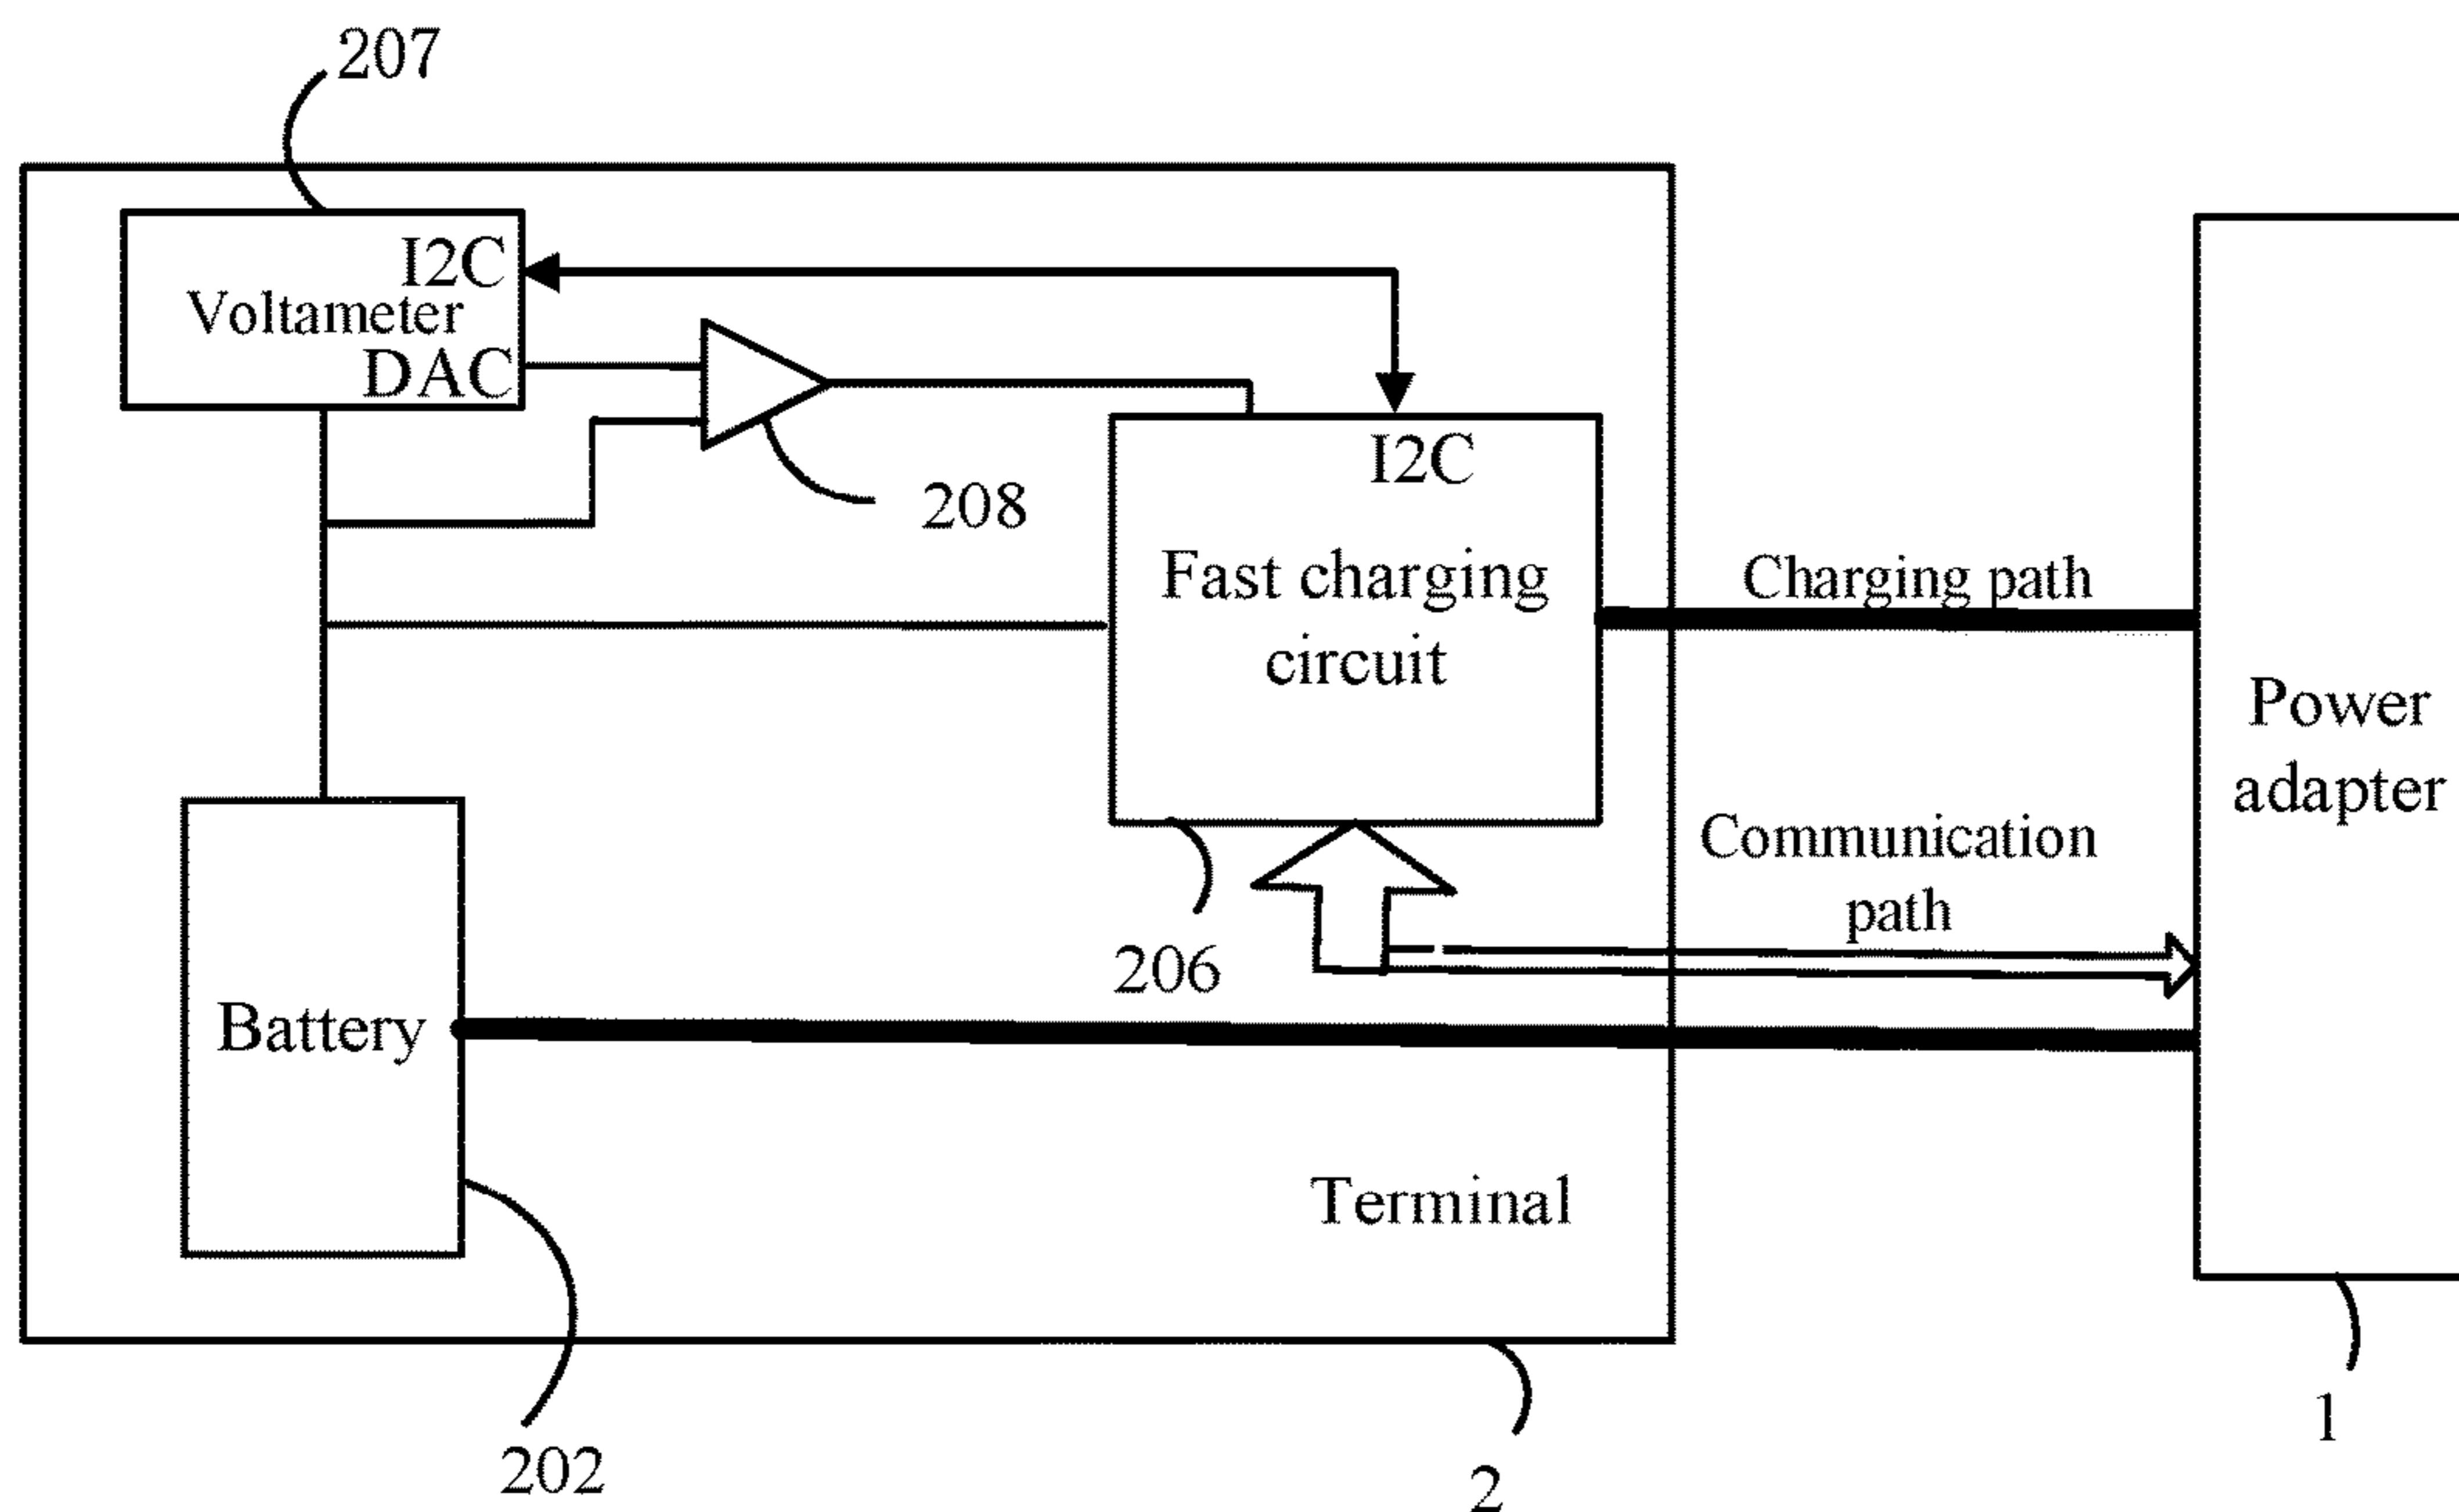 207
I2C
Voltameter
DAC
208
I2C
Fast charging
circuit
Charging path
Power
adapter
Communication
path
206
Battery
Terminal
202
2
1